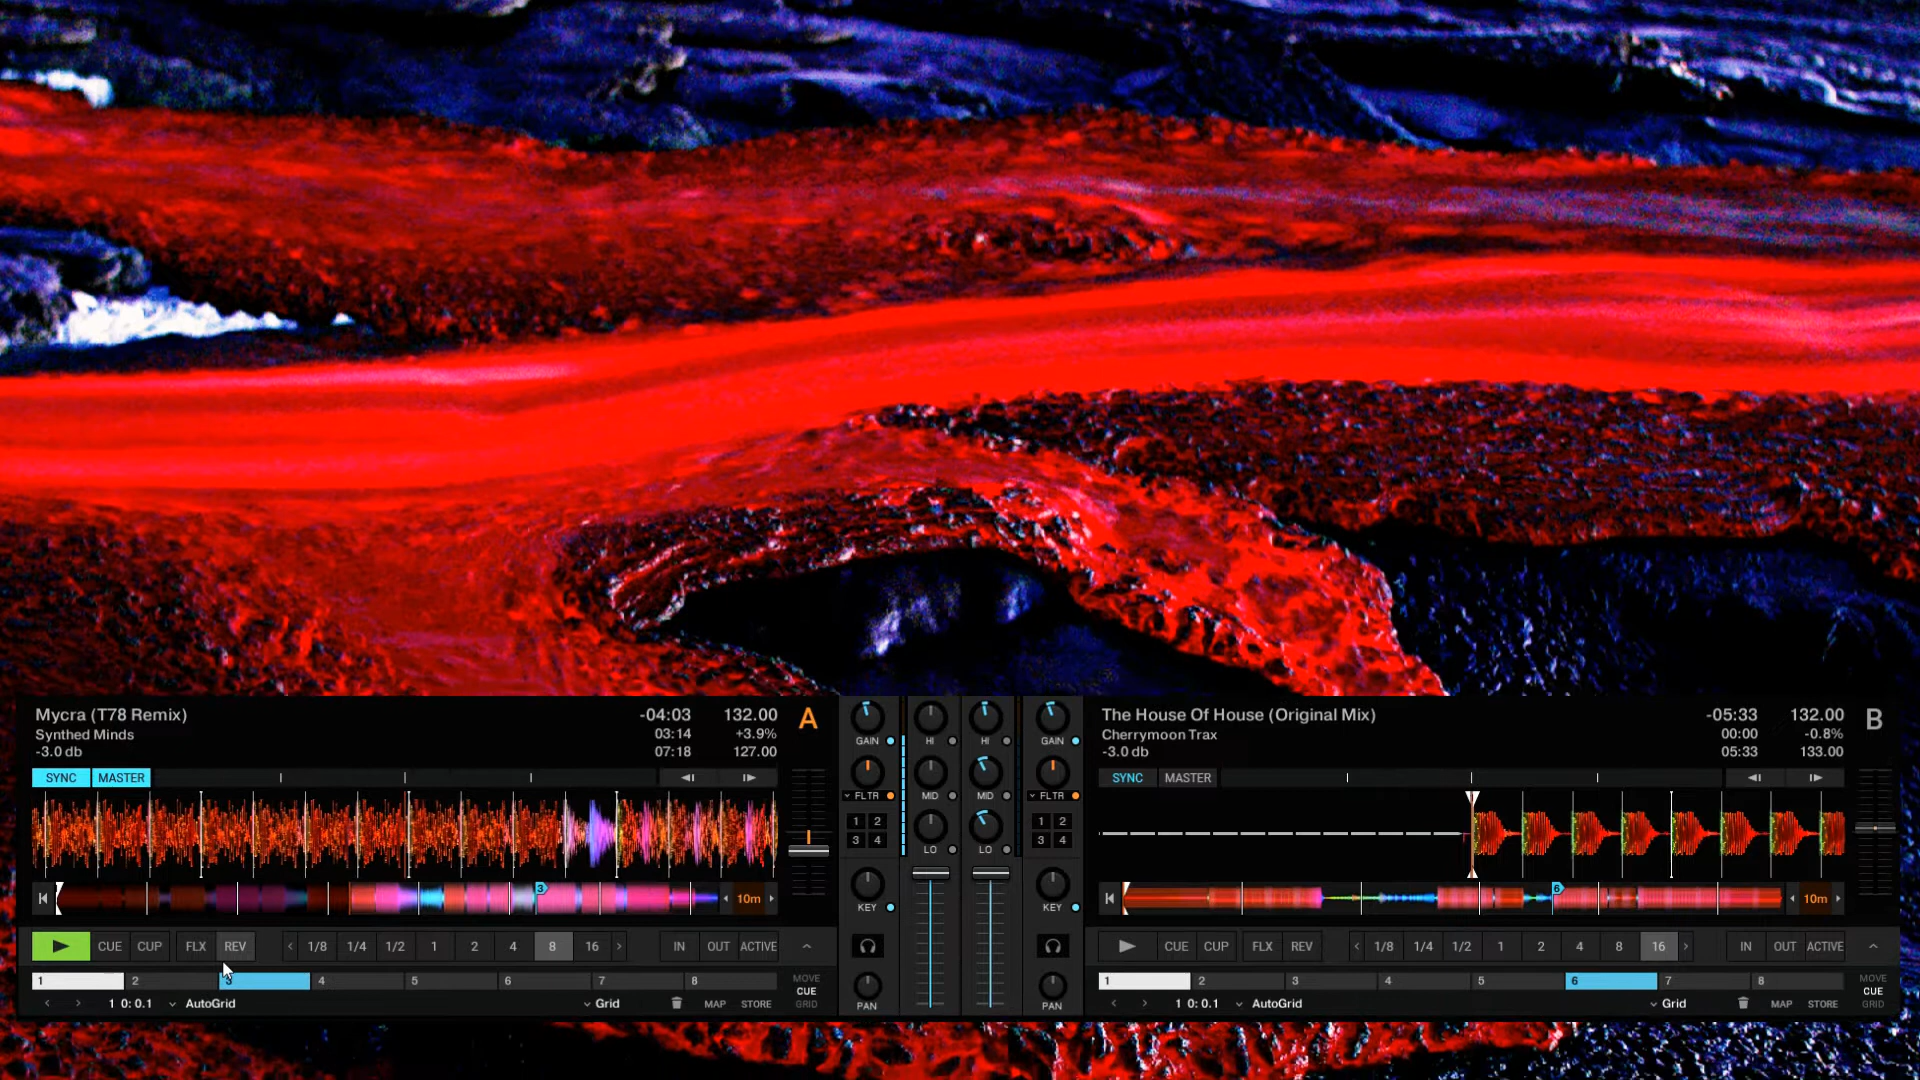 Mycra (T78 Remix) -04:03 132.00 A
Synthed Minds 03:14 +3.9%
-3.0 db 07:18 127.00
SYNC MASTER
3
10m
CUE CUP FLX REV 1/8 1/4 1/2 1 2 4 8 16 IN OUT ACTIVE
1 2 3 4 5 6 7 8
MOVE
CUE
GRID
1 0: 0.1 AutoGrid Grid MAP STORE
GAIN HI HI GAIN
FLTR MID MID FLTR
1 2 1 2
3 4 3 4
LO LO
KEY KEY
PAN PAN
The House Of House (Original Mix) -05:33 132.00 B
Cherrymoon Trax 00:00 -0.8%
-3.0 db 05:33 133.00
SYNC MASTER
6
10m
CUE CUP FLX REV 1/8 1/4 1/2 1 2 4 8 16 IN OUT ACTIVE
1 2 3 4 5 6 7 8
MOVE
CUE
GRID
1 0: 0.1 AutoGrid Grid MAP STORE